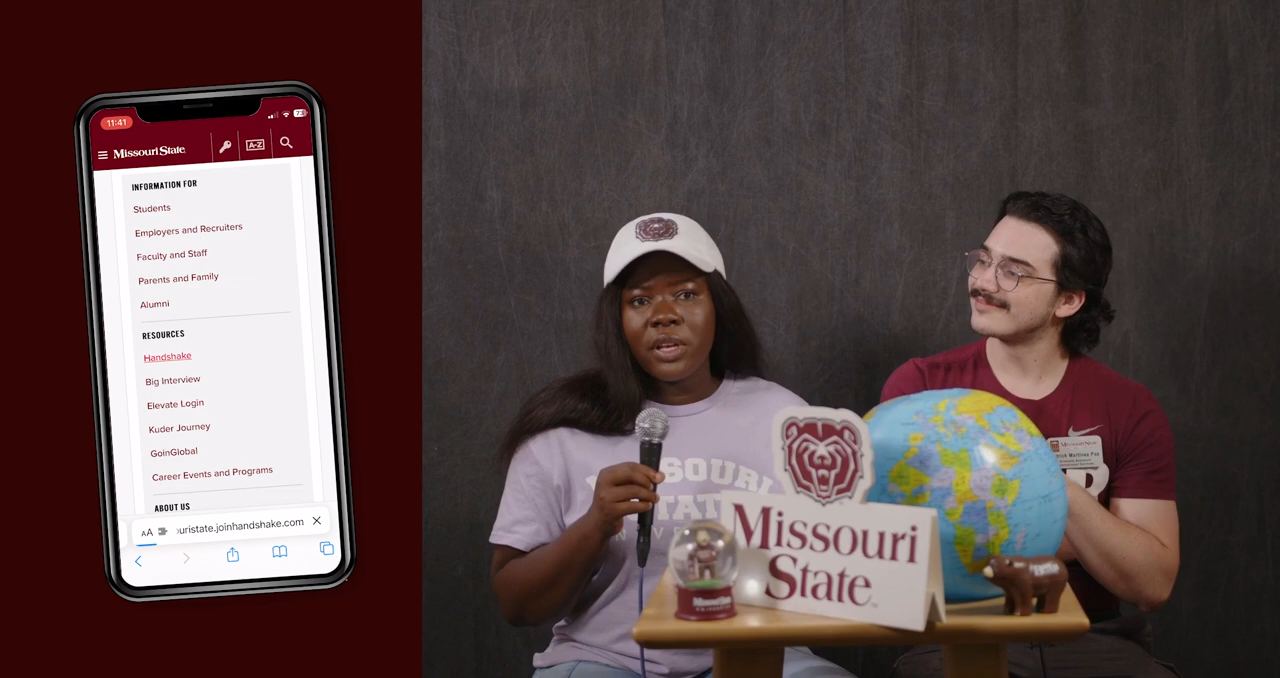 11:41
73
Missouri State
A-Z
INFORMATION FOR
Students
Employers and Recruiters
Faculty and Staff
Parents and Family
Alumni
RESOURCES
Handshake
Big Interview
Elevate Login
Kuder Journey
GoinGlobal
Career Events and Programs
ABOUT US
AA
uristate.joinhandshake.com
Missouri
State
TM